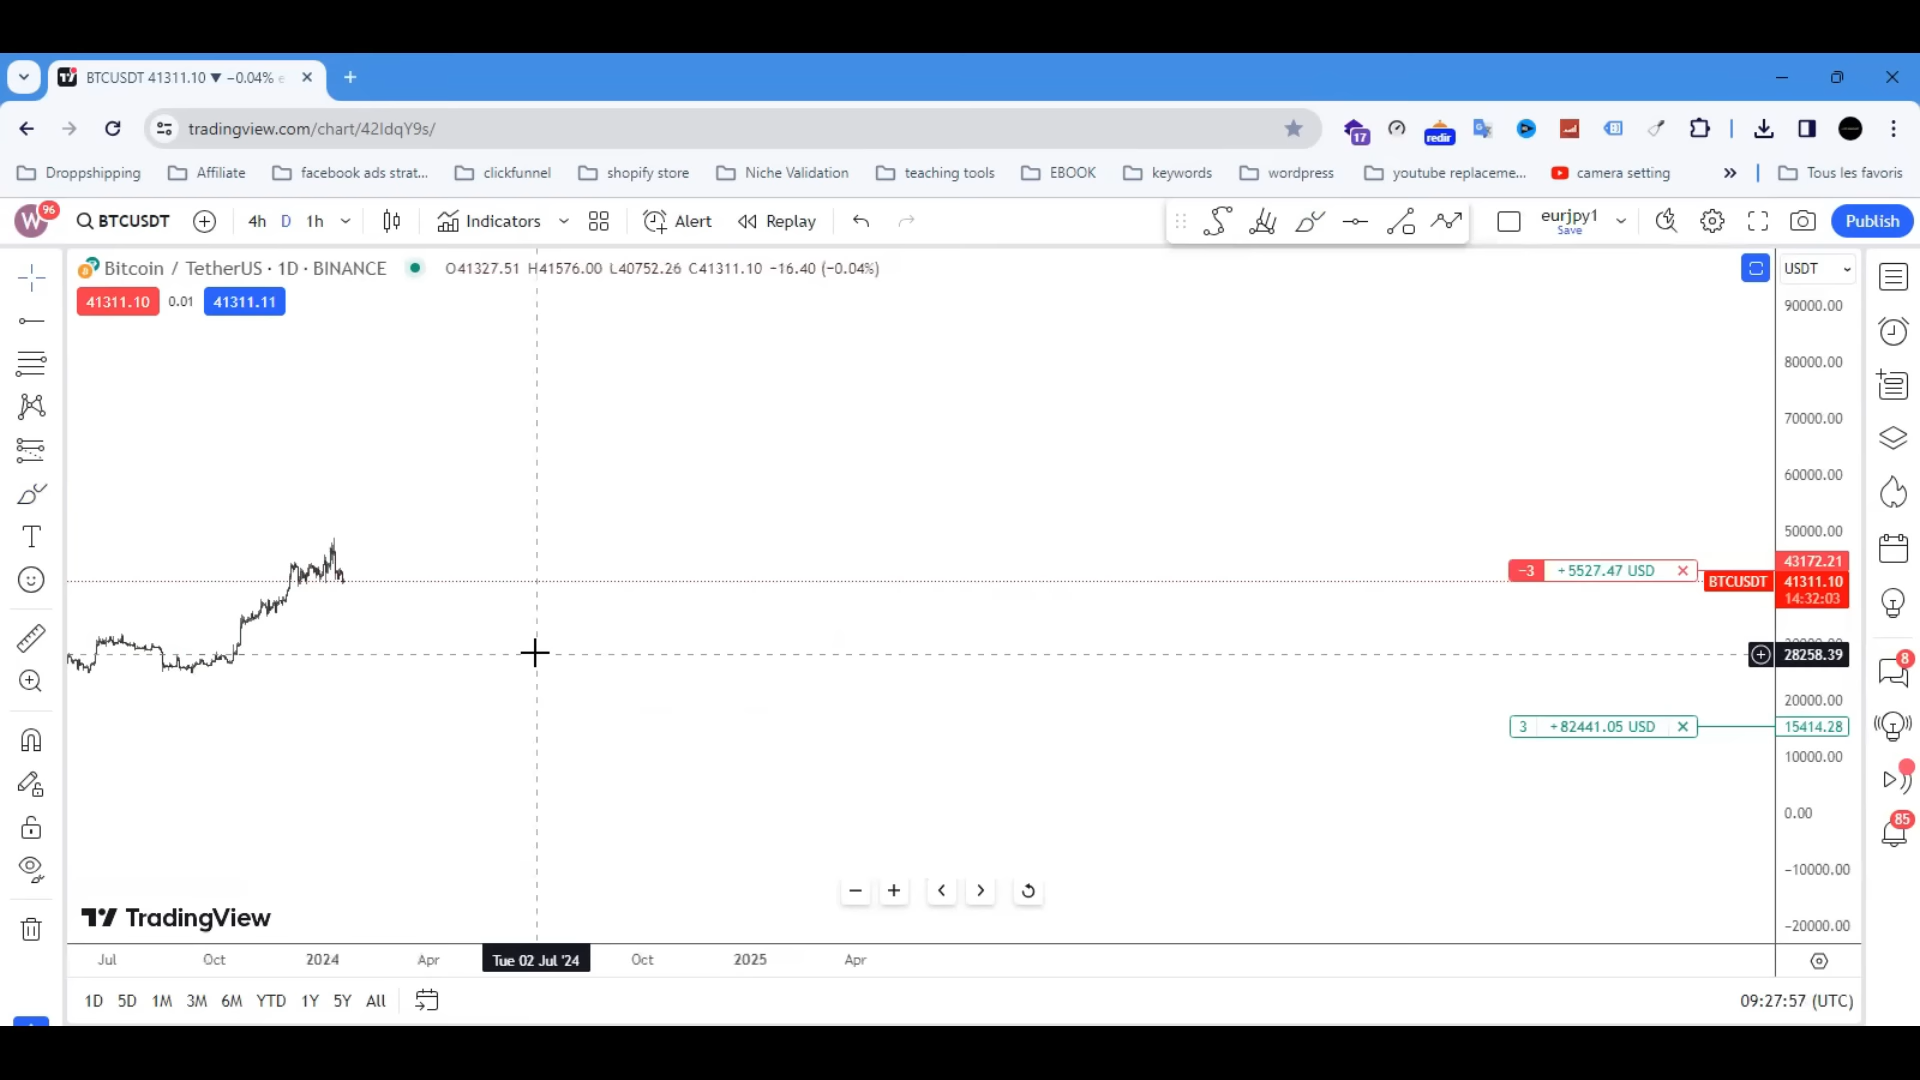 BTCUSDT 41311.10 ▼ −0.04% e
tradingview.com/chart/42IdqY9s/
17
redir
Droppshipping
Affiliate
facebook ads strat...
clickfunnel
shopify store
Niche Validation
teaching tools
EBOOK
keywords
wordpress
youtube replaceme...
camera setting
Tous les favoris
W
96
BTCUSDT
4h D 1h
Indicators
Alert
Replay
eurjpy1
Save
Publish
Bitcoin / TetherUS · 1D · BINANCE
O41327.51 H41576.00 L40752.26 C41311.10 −16.40 (−0.04%)
USDT
41311.10 0.01 41311.11
90000.00
80000.00
70000.00
60000.00
50000.00
43172.21
−3 +5527.47 USD
BTCUSDT 41311.10
14:32:03
28258.39
8
20000.00
3 +82441.05 USD
15414.28
10000.00
0.00
85
−10000.00
−20000.00
TradingView
Jul Oct 2024 Apr Tue 02 Jul '24 Oct 2025 Apr
1D 5D 1M 3M 6M YTD 1Y 5Y All
09:27:57 (UTC)